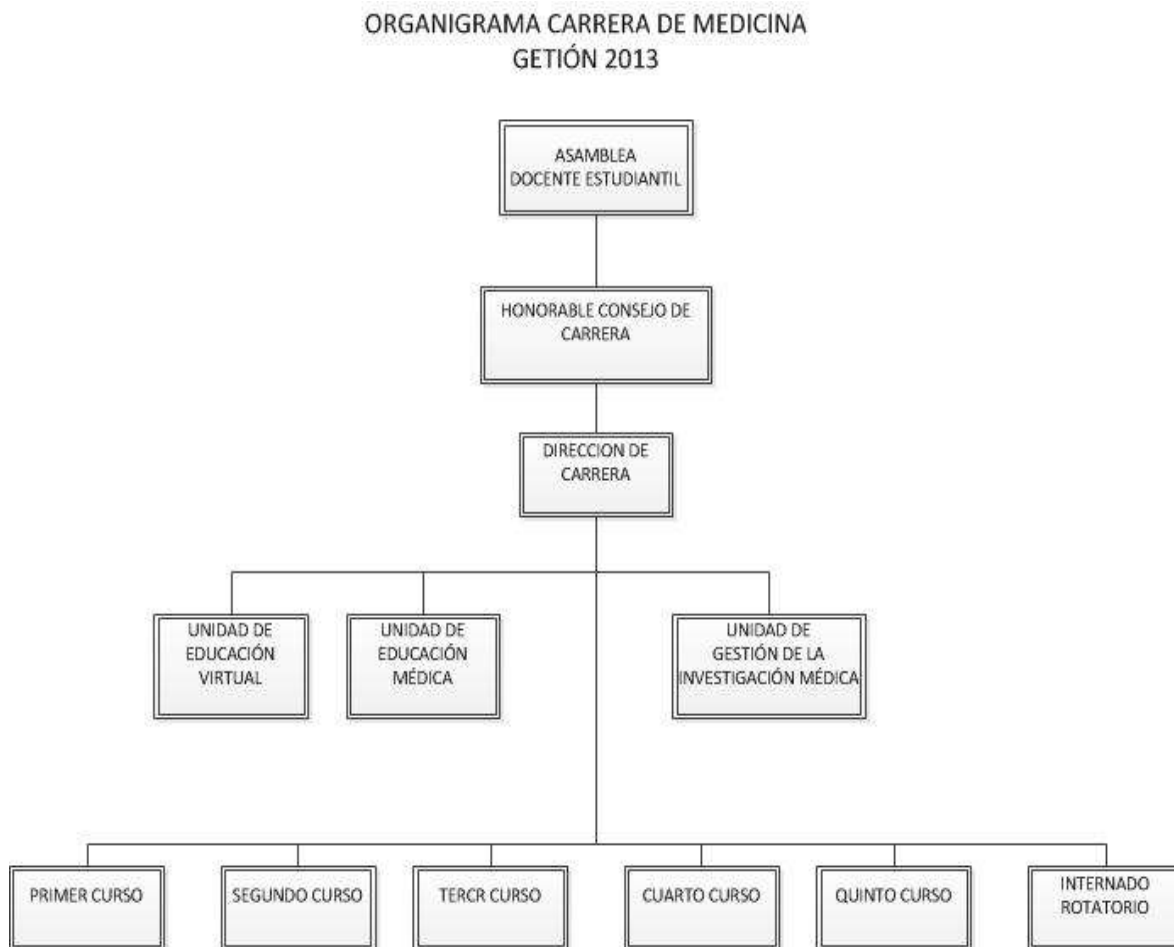 ORGANIGRAMA CARRERA DE MEDICINA
GETIÓN 2013
ASAMBLEA
DOCENTE ESTUDIANTIL
HONORABLE CONSEJO DE
CARRERA
DIRECCION DE
CARRERA
UNIDAD DE
EDUCACIÓN
VIRTUAL
UNIDAD DE
EDUCACIÓN
MÉDICA
UNIDAD DE
GESTIÓN DE LA
INVESTIGACIÓN MÉDICA
PRIMER CURSO
SEGUNDO CURSO
TERCR CURSO
CUARTO CURSO
QUINTO CURSO
INTERNADO
ROTATORIO